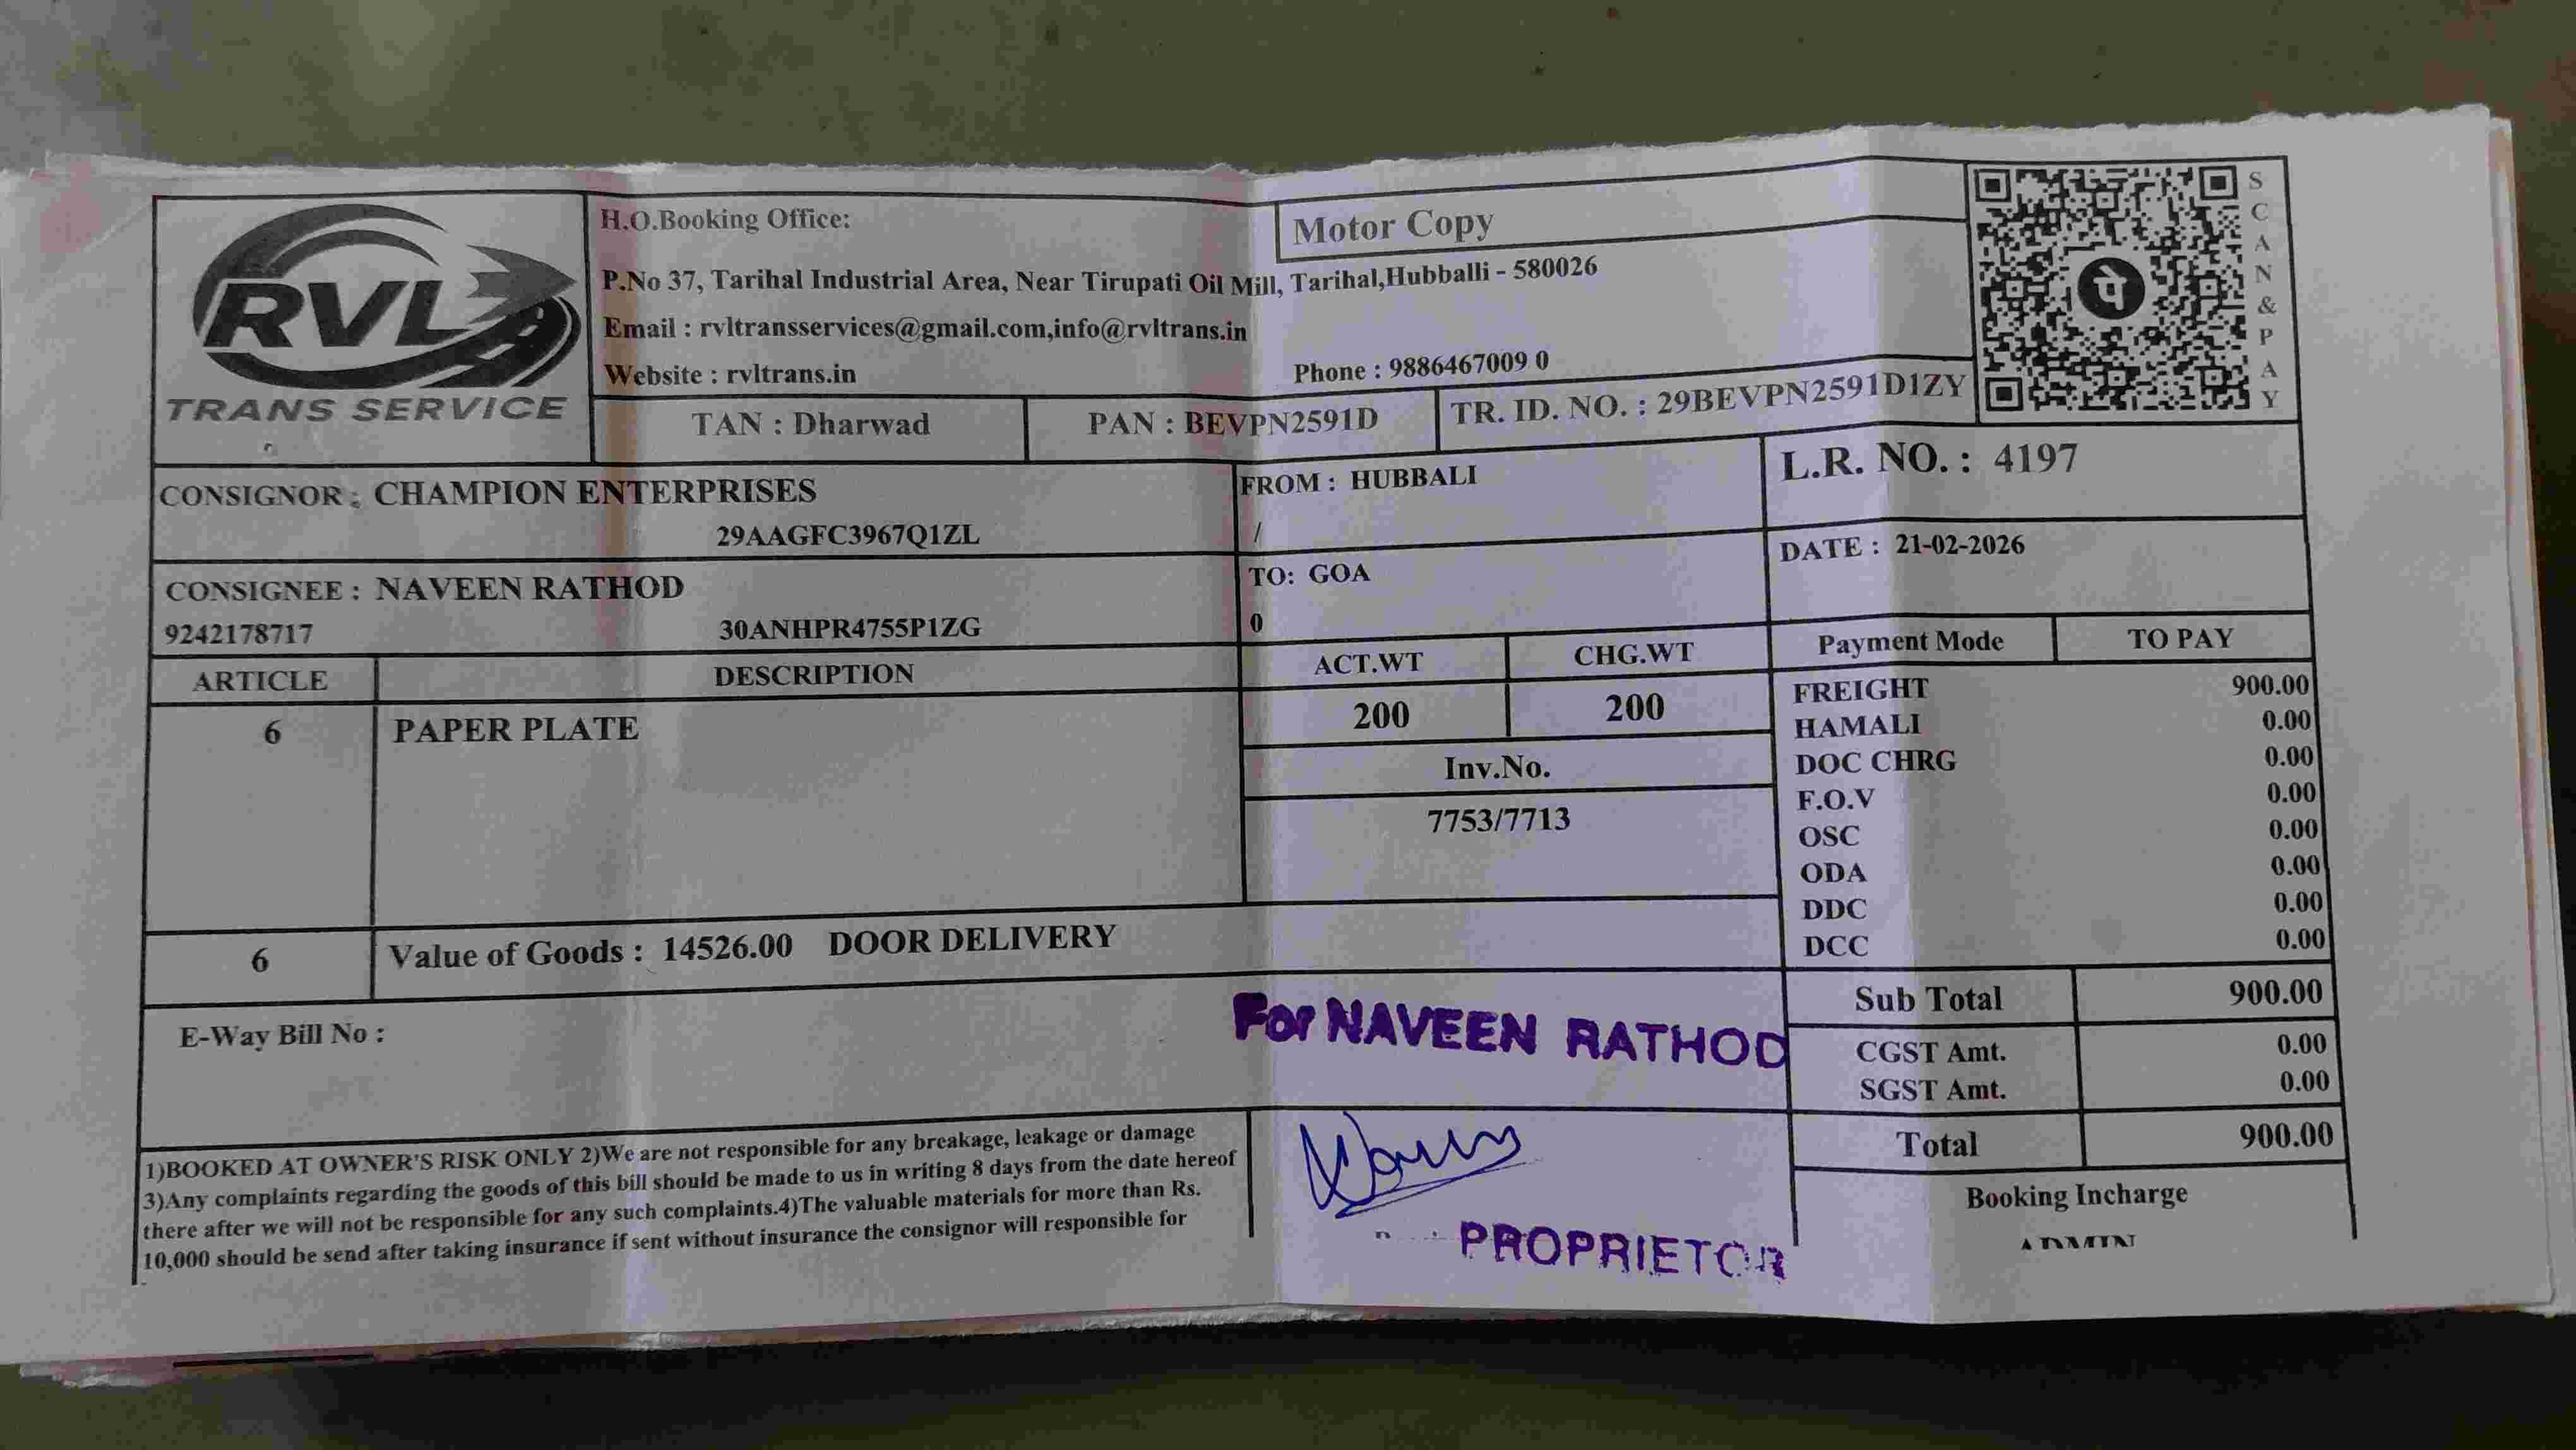 RVL
TRANS SERVICE
H.O.Booking Office:
Motor Copy
P.No 37, Tarihal Industrial Area, Near Tirupati Oil Mill, Tarihal,Hubballi - 580026
Email : rvltransservices@gmail.com,info@rvltrans.in
Website : rvltrans.in
Phone : 9886467009 0
TAN : Dharwad
PAN : BEVPN2591D
TR. ID. NO. : 29BEVPN2591D1ZY
पे
SCAN&PAY
CONSIGNOR : CHAMPION ENTERPRISES
29AAGFC3967Q1ZL
FROM : HUBBALI
/
L.R. NO. : 4197
CONSIGNEE : NAVEEN RATHOD
9242178717 30ANHPR4755P1ZG
TO: GOA
0
DATE : 21-02-2026
ARTICLE DESCRIPTION ACT.WT CHG.WT Payment Mode TO PAY
6 PAPER PLATE 200 200
Inv.No.
7753/7713
FREIGHT 900.00
HAMALI 0.00
DOC CHRG 0.00
F.O.V 0.00
OSC 0.00
ODA 0.00
DDC 0.00
DCC 0.00
6 Value of Goods : 14526.00 DOOR DELIVERY
Sub Total 900.00
E-Way Bill No :
For NAVEEN RATHOD
CGST Amt. 0.00
SGST Amt. 0.00
Total 900.00
1)BOOKED AT OWNER'S RISK ONLY 2)We are not responsible for any breakage, leakage or damage
3)Any complaints regarding the goods of this bill should be made to us in writing 8 days from the date hereof
there after we will not be responsible for any such complaints.4)The valuable materials for more than Rs.
10,000 should be send after taking insurance if sent without insurance the consignor will responsible for
PROPRIETOR
Booking Incharge